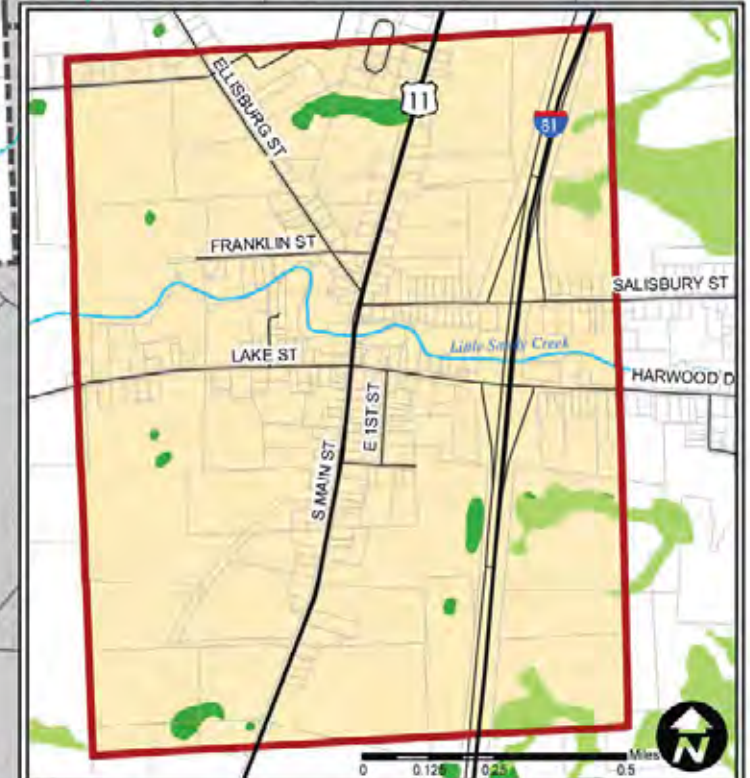 11
81
ELLISBURG ST
FRANKLIN ST
SALISBURY ST
Little Sandy Creek
LAKE ST
HARWOOD D
E 1ST ST
S MAIN ST
N
Miles
0 0.125 0.25 0.5